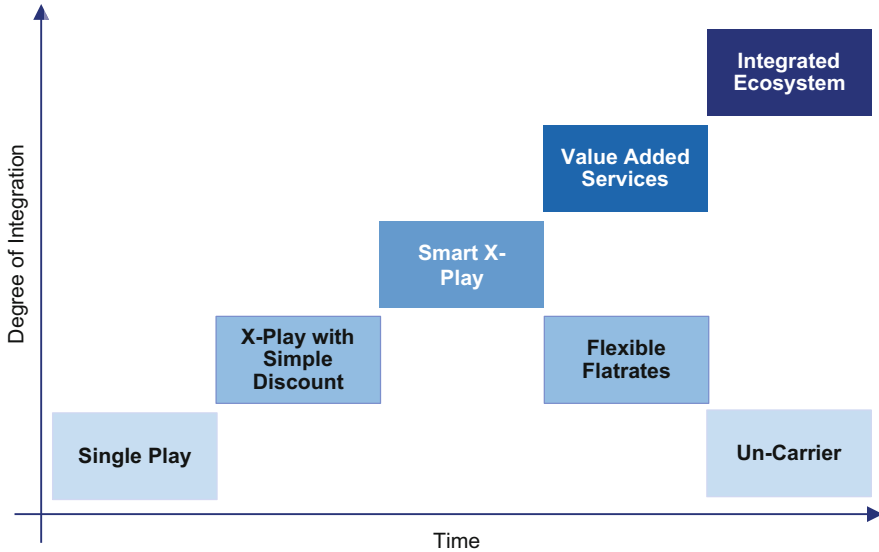 Integrated
Ecosystem
Value Added
Services
Smart X-
Play
X-Play with
Simple
Discount
Flexible
Flatrates
Single Play
Un-Carrier
Degree of Integration
Time